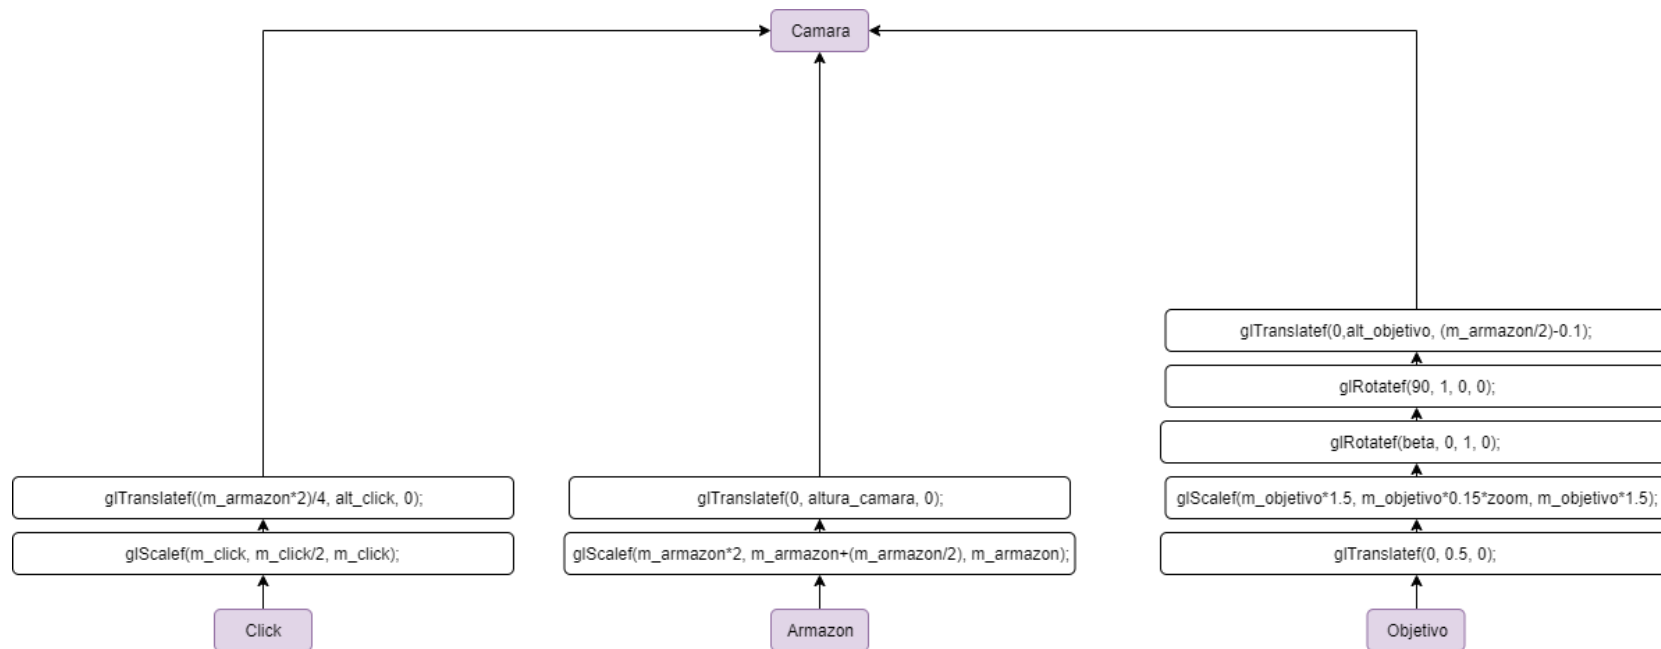 Camara
glTranslatef(0,alt_objetivo, (m_armazon/2)-0.1);
glRotatef(90, 1, 0, 0);
glRotatef(beta, 0, 1, 0);
glTranslatef((m_armazon*2)/4, alt_click, 0);
glTranslatef(0, altura_camara, 0);
glScalef(m_objetivo*1.5, m_objetivo*0.15*zoom, m_objetivo*1.5);
glScalef(m_click, m_click/2, m_click);
glScalef(m_armazon*2, m_armazon+(m_armazon/2), m_armazon);
glTranslatef(0, 0.5, 0);
Click
Armazon
Objetivo